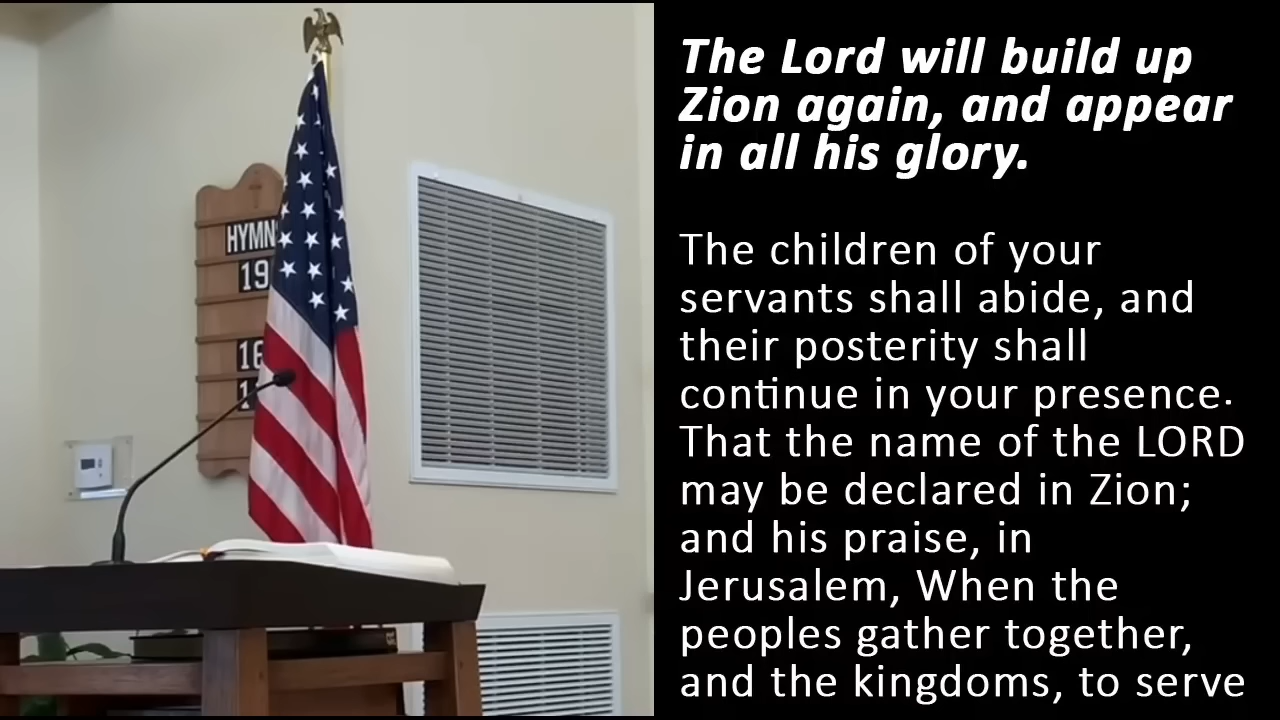 HYMN
19
16
The Lord will build up
Zion again, and appear
in all his glory.
The children of your
servants shall abide, and
their posterity shall
continue in your presence.
That the name of the LORD
may be declared in Zion;
and his praise, in
Jerusalem, When the
peoples gather together,
and the kingdoms, to serve